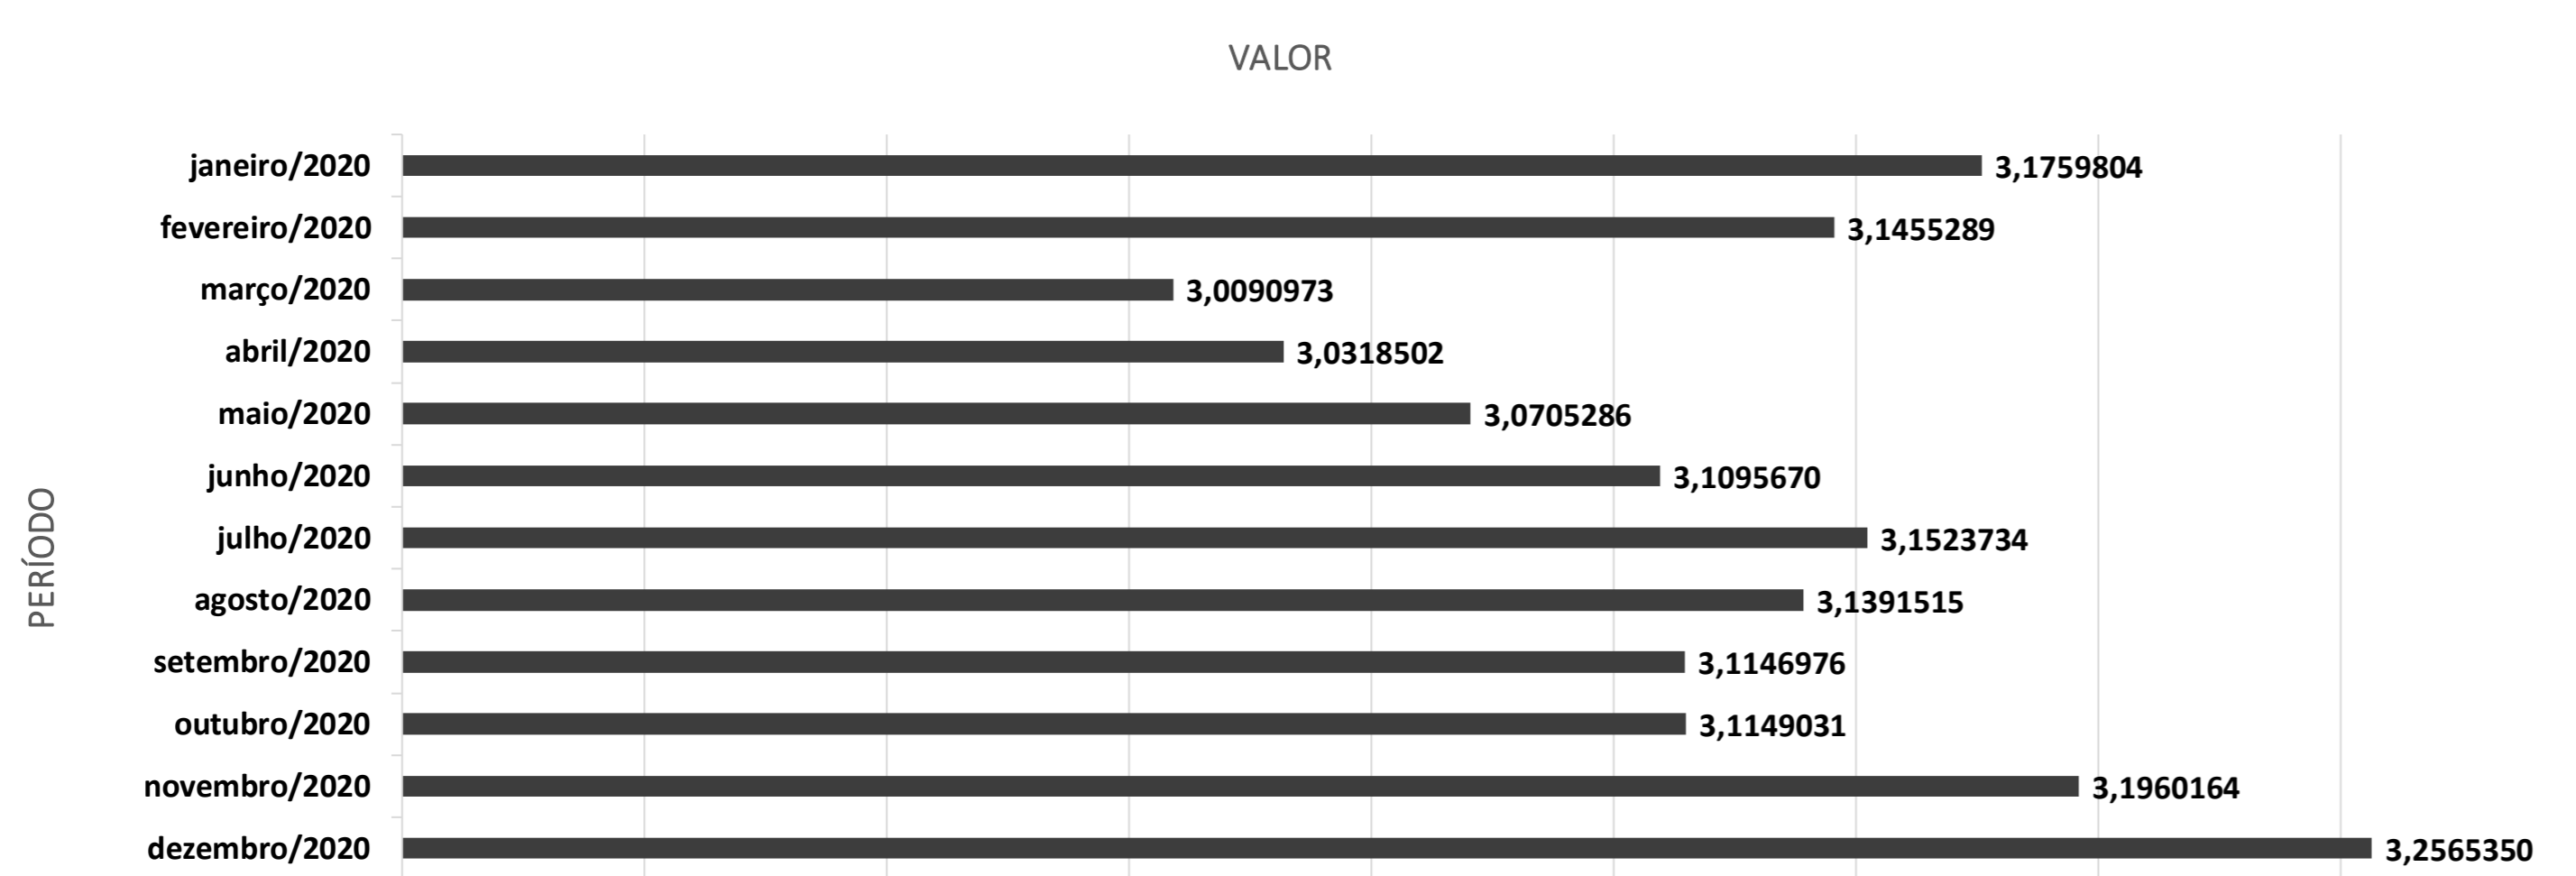 VALOR
janeiro/2020 3,1759804
fevereiro/2020 3,1455289
março/2020 3,0090973
abril/2020 3,0318502
maio/2020 3,0705286
junho/2020 3,1095670
julho/2020 3,1523734
agosto/2020 3,1391515
setembro/2020 3,1146976
outubro/2020 3,1149031
novembro/2020 3,1960164
dezembro/2020 3,2565350
PERÍODO